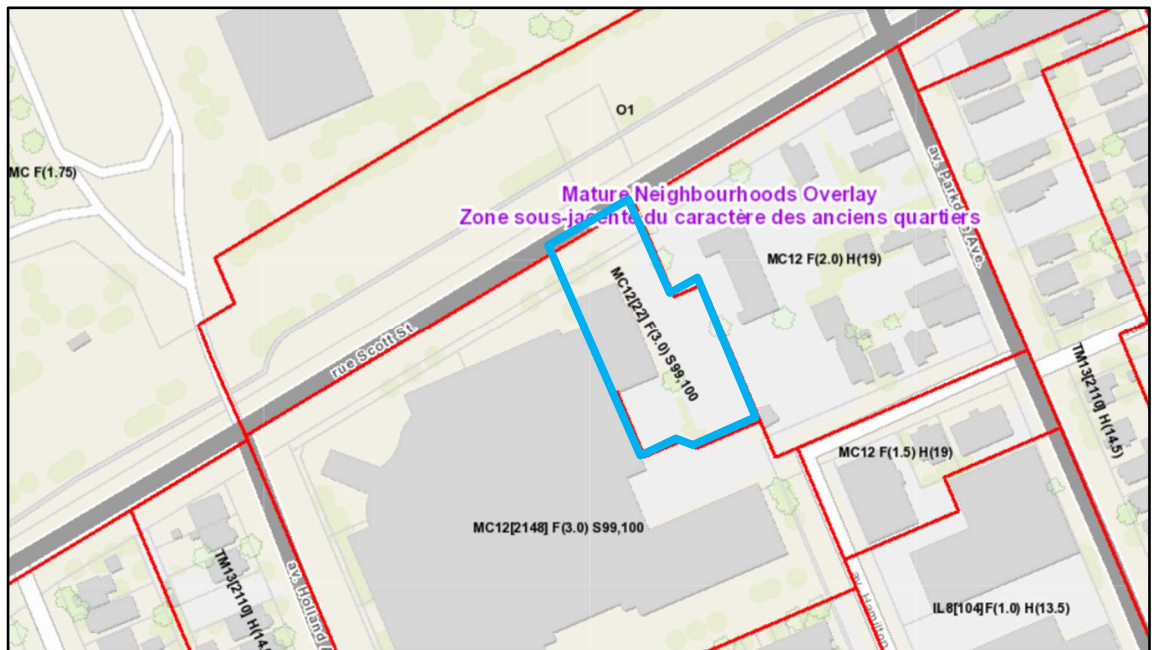 O1
MC F(1.75)
av. Parkdale Ave.
Mature Neighbourhoods Overlay
Zone sous-jacente du caractère des anciens quartiers
MC12 F(2.0) H(19)
MC12[22] F(3.0) S99,100
rue Scott St.
TM13[2110] H(14.5)
MC12 F(1.5) H(19)
MC12[2148] F(3.0) S99,100
TM13[2110] H(14.
av. Holland A
av. Hamilton
IL8[104]F(1.0) H(13.5)